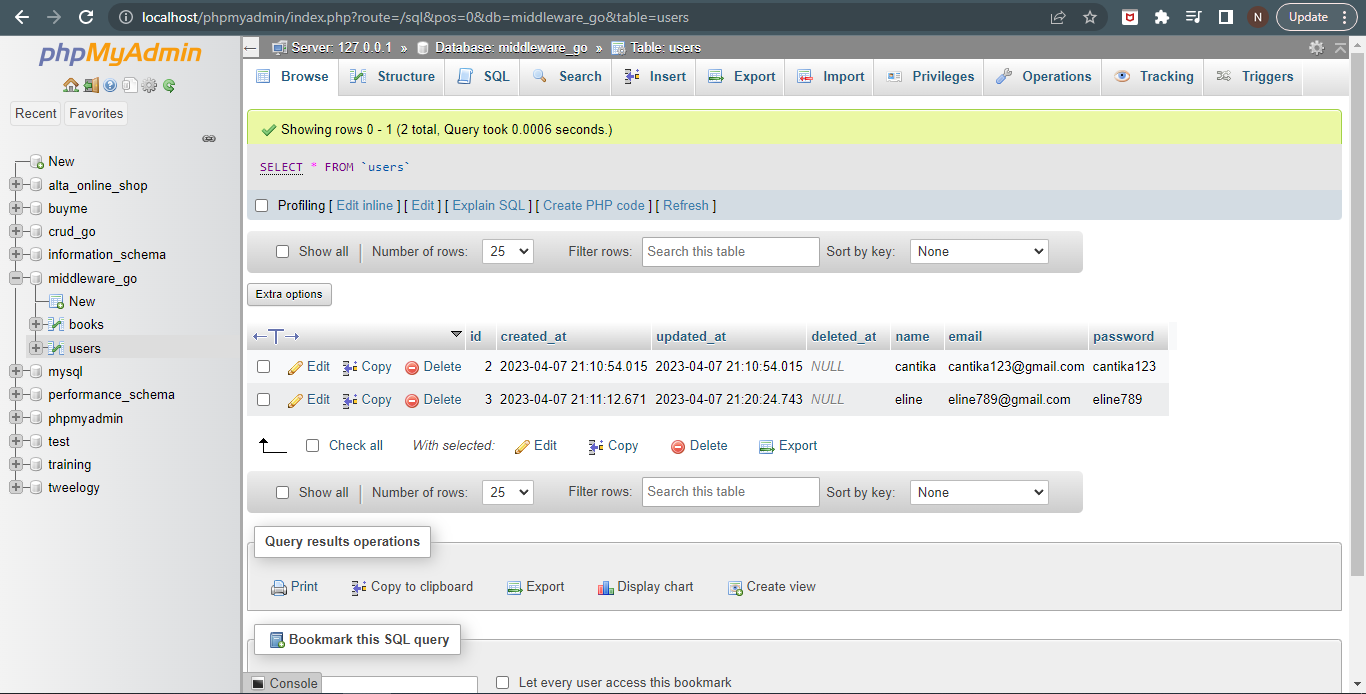 localhost/phpmyadmin/index.php?route=/sql&pos=0&db=middleware_go&table=users
N
Update
phpMyAdmin
Recent Favorites
New
alta_online_shop
buyme
crud_go
information_schema
middleware_go
New
books
users
mysql
performance_schema
phpmyadmin
test
training
tweelogy
Server: 127.0.0.1 » Database: middleware_go » Table: users
Browse Structure SQL Search Insert Export Import Privileges Operations Tracking Triggers
Showing rows 0 - 1 (2 total, Query took 0.0006 seconds.)
SELECT * FROM `users`
Profiling [ Edit inline ] [ Edit ] [ Explain SQL ] [ Create PHP code ] [ Refresh ]
Show all | Number of rows: 25 Filter rows: Search this table Sort by key: None
Extra options
←T→ id created_at updated_at deleted_at name email password
Edit Copy Delete 2 2023-04-07 21:10:54.015 2023-04-07 21:10:54.015 NULL cantika cantika123@gmail.com cantika123
Edit Copy Delete 3 2023-04-07 21:11:12.671 2023-04-07 21:20:24.743 NULL eline eline789@gmail.com eline789
Check all With selected: Edit Copy Delete Export
Show all | Number of rows: 25 Filter rows: Search this table Sort by key: None
Query results operations
Print Copy to clipboard Export Display chart Create view
Bookmark this SQL query
Console Let every user access this bookmark